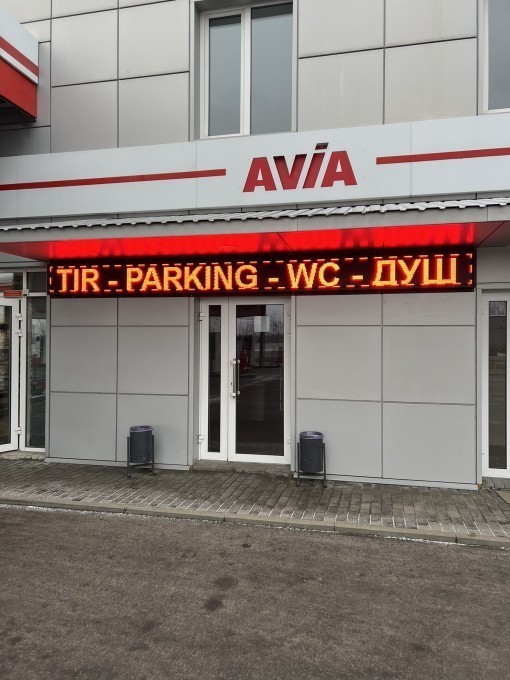 AVIA
TIR - PARKING - WC - ДУШ